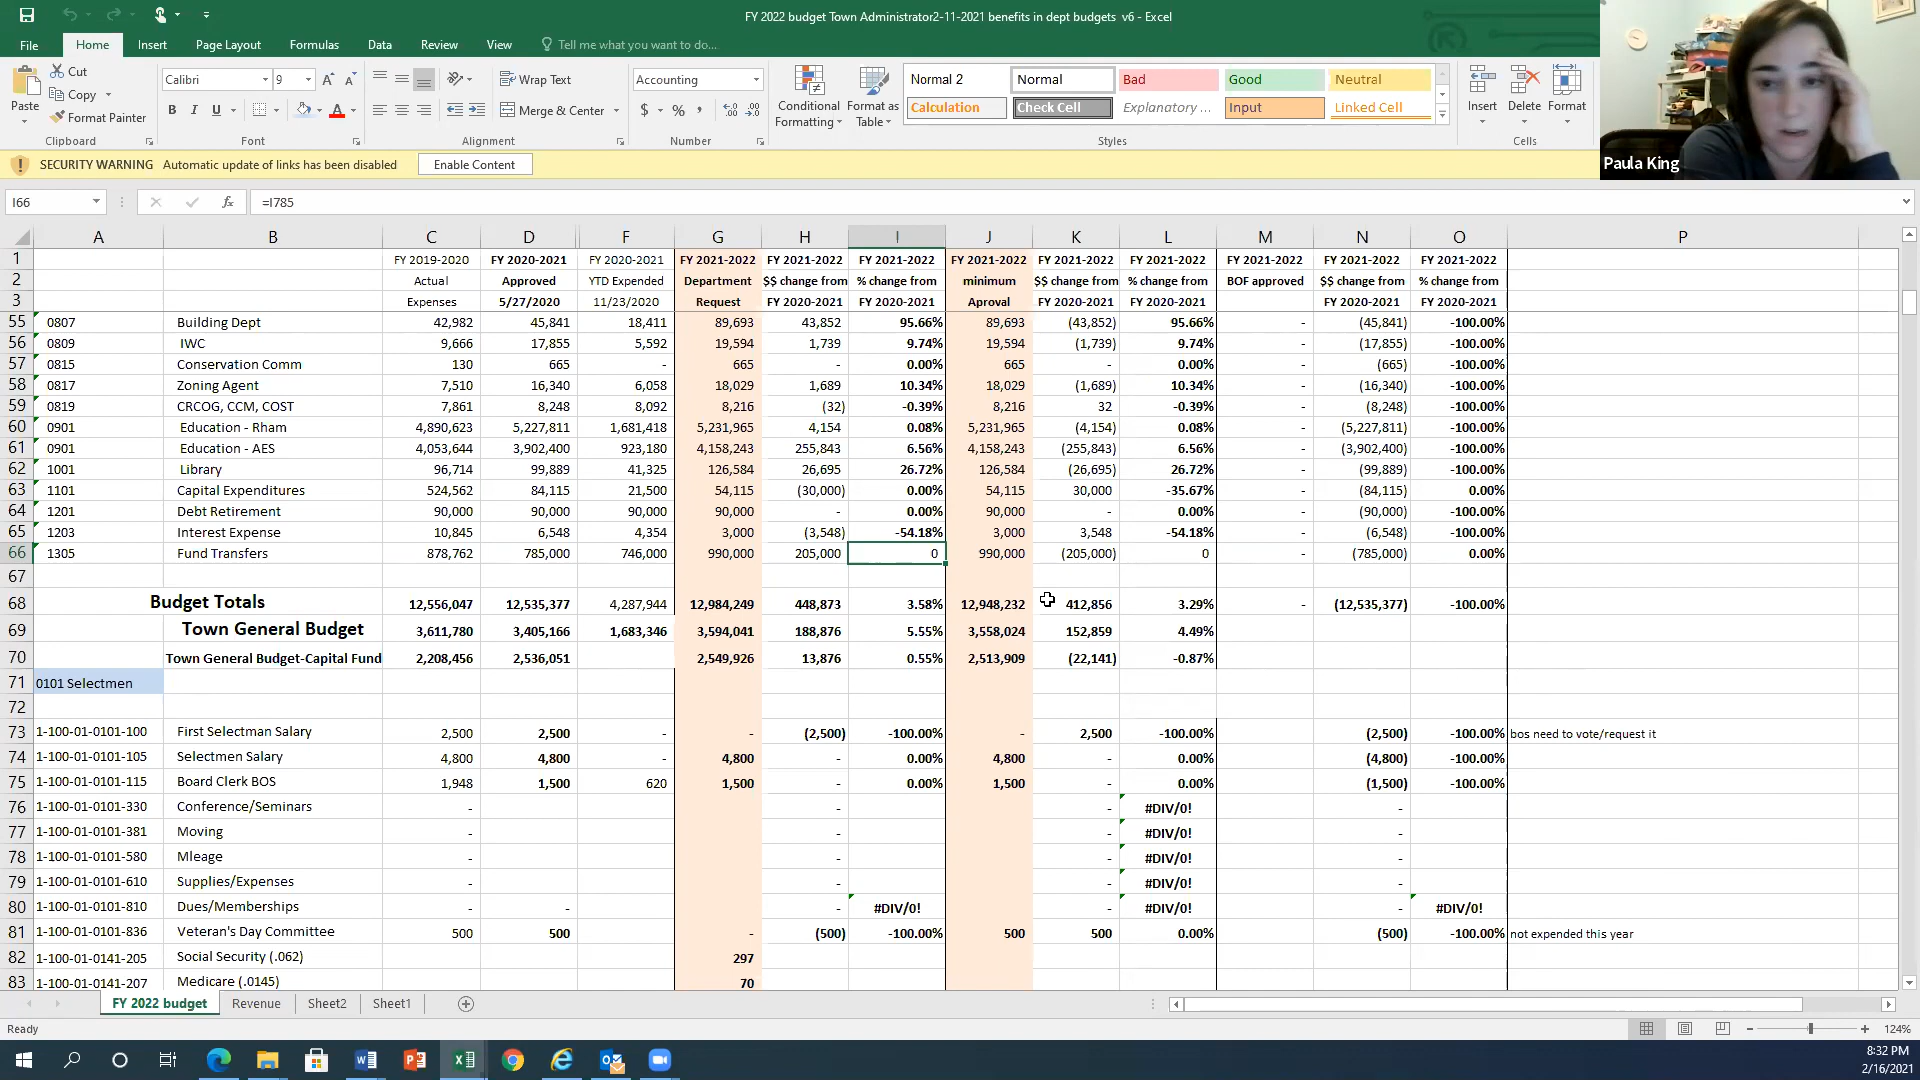 FY 2022 budget Town Administrator2-11-2021 benefits in dept budgets v6 - Excel
File Home Insert Page Layout Formulas Data Review View Tell me what you want to do...
Paste Cut Copy Format Painter Clipboard
Calibri 9 B I U Font
Wrap Text Merge & Center Alignment
Accounting $ % Number
Conditional Formatting Format as Table
Normal 2 Normal Bad Good Neutral
Calculation Check Cell Explanatory ... Input Linked Cell
Styles
Insert Delete Format Cells
Paula King
SECURITY WARNING Automatic update of links has been disabled Enable Content
I66 fx =I785
A B C D F G H I J K L M N O P
1 FY 2019-2020 FY 2020-2021 FY 2020-2021 FY 2021-2022 FY 2021-2022 FY 2021-2022 FY 2021-2022 FY 2021-2022 FY 2021-2022 FY 2021-2022 FY 2021-2022 FY 2021-2022
2 Actual Approved YTD Expended Department $$ change from % change from minimum $$ change from % change from BOF approved $$ change from % change from
3 Expenses 5/27/2020 11/23/2020 Request FY 2020-2021 FY 2020-2021 Aproval FY 2020-2021 FY 2020-2021 FY 2020-2021 FY 2020-2021
55 0807 Building Dept 42,982 45,841 18,411 89,693 43,852 95.66% 89,693 (43,852) 95.66% - (45,841) -100.00%
56 0809 IWC 9,666 17,855 5,592 19,594 1,739 9.74% 19,594 (1,739) 9.74% - (17,855) -100.00%
57 0815 Conservation Comm 130 665 - 665 - 0.00% 665 - 0.00% - (665) -100.00%
58 0817 Zoning Agent 7,510 16,340 6,058 18,029 1,689 10.34% 18,029 (1,689) 10.34% - (16,340) -100.00%
59 0819 CRCOG, CCM, COST 7,861 8,248 8,092 8,216 (32) -0.39% 8,216 32 -0.39% - (8,248) -100.00%
60 0901 Education - Rham 4,890,623 5,227,811 1,681,418 5,231,965 4,154 0.08% 5,231,965 (4,154) 0.08% - (5,227,811) -100.00%
61 0901 Education - AES 4,053,644 3,902,400 923,180 4,158,243 255,843 6.56% 4,158,243 (255,843) 6.56% - (3,902,400) -100.00%
62 1001 Library 96,714 99,889 41,325 126,584 26,695 26.72% 126,584 (26,695) 26.72% - (99,889) -100.00%
63 1101 Capital Expenditures 524,562 84,115 21,500 54,115 (30,000) 0.00% 54,115 30,000 -35.67% - (84,115) 0.00%
64 1201 Debt Retirement 90,000 90,000 90,000 90,000 - 0.00% 90,000 - 0.00% - (90,000) -100.00%
65 1203 Interest Expense 10,845 6,548 4,354 3,000 (3,548) -54.18% 3,000 3,548 -54.18% - (6,548) -100.00%
66 1305 Fund Transfers 878,762 785,000 746,000 990,000 205,000 0 990,000 (205,000) 0 - (785,000) 0.00%
67
68 Budget Totals 12,556,047 12,535,377 4,287,944 12,984,249 448,873 3.58% 12,948,232 412,856 3.29% - (12,535,377) -100.00%
69 Town General Budget 3,611,780 3,405,166 1,683,346 3,594,041 188,876 5.55% 3,558,024 152,859 4.49%
70 Town General Budget-Capital Fund 2,208,456 2,536,051 2,549,926 13,876 0.55% 2,513,909 (22,141) -0.87%
71 0101 Selectmen
72
73 1-100-01-0101-100 First Selectman Salary 2,500 2,500 - - (2,500) -100.00% - 2,500 -100.00% (2,500) -100.00% bos need to vote/request it
74 1-100-01-0101-105 Selectmen Salary 4,800 4,800 - 4,800 - 0.00% 4,800 - 0.00% (4,800) -100.00%
75 1-100-01-0101-115 Board Clerk BOS 1,948 1,500 620 1,500 - 0.00% 1,500 - 0.00% (1,500) -100.00%
76 1-100-01-0101-330 Conference/Seminars - - - #DIV/0! -
77 1-100-01-0101-381 Moving - - - #DIV/0! -
78 1-100-01-0101-580 Mleage - - - #DIV/0! -
79 1-100-01-0101-610 Supplies/Expenses - - - #DIV/0! -
80 1-100-01-0101-810 Dues/Memberships - - - #DIV/0! - #DIV/0! - #DIV/0!
81 1-100-01-0101-836 Veteran's Day Committee 500 500 - (500) -100.00% 500 500 0.00% (500) -100.00% not expended this year
82 1-100-01-0141-205 Social Security (.062) 297
83 1-100-01-0141-207 Medicare (.0145) 70
FY 2022 budget Revenue Sheet2 Sheet1
Ready 124%
8:32 PM
2/16/2021